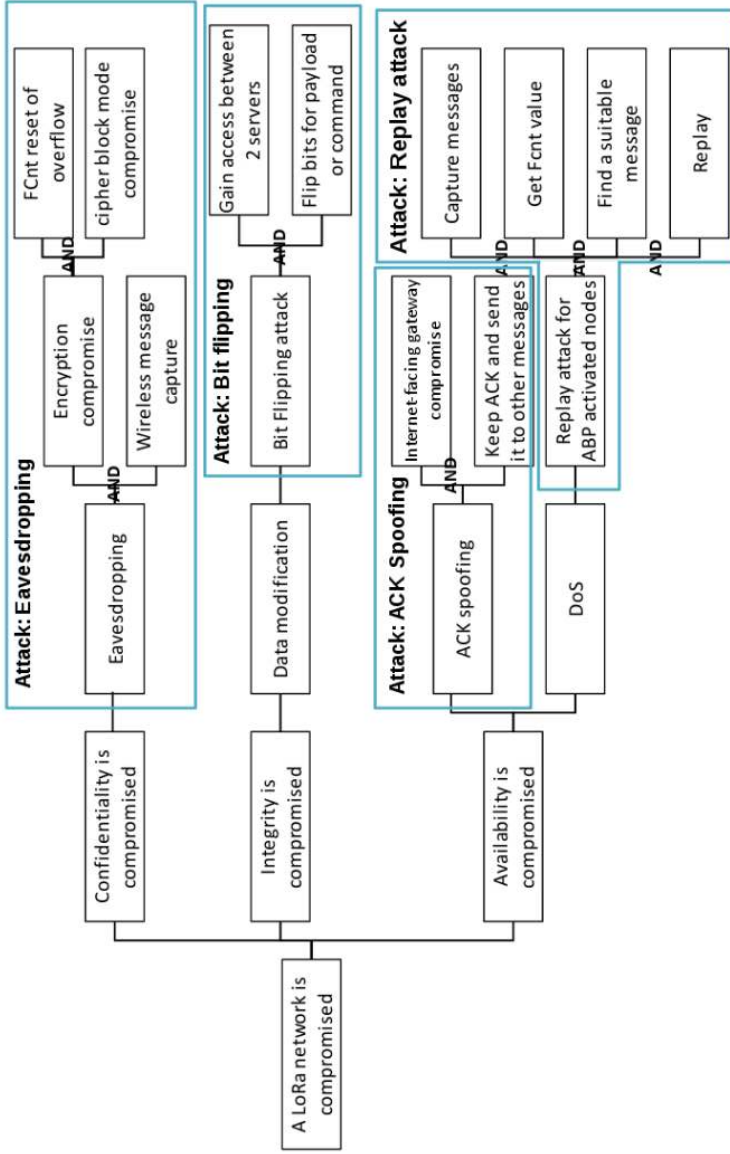 A LoRa network is
compromised
Confidentiality is
compromised
Integrity is
compromised
Availability is
compromised
Attack: Eavesdropping
Eavesdropping
AND
Encryption
compromise
Wireless message
capture
AND
FCnt reset of
overflow
cipher block mode
compromise
Data modification
Attack: Bit flipping
Bit Flipping attack
AND
Gain access between
2 servers
Flip bits for payload
or command
Attack: ACK Spoofing
ACK spoofing
AND
Internet-facing gateway
compromise
Keep ACK and send
it to other messages
DoS
Replay attack for
ABP activated nodes
Attack: Replay attack
AND
AND
AND
Capture messages
Get Fcnt value
Find a suitable
message
Replay